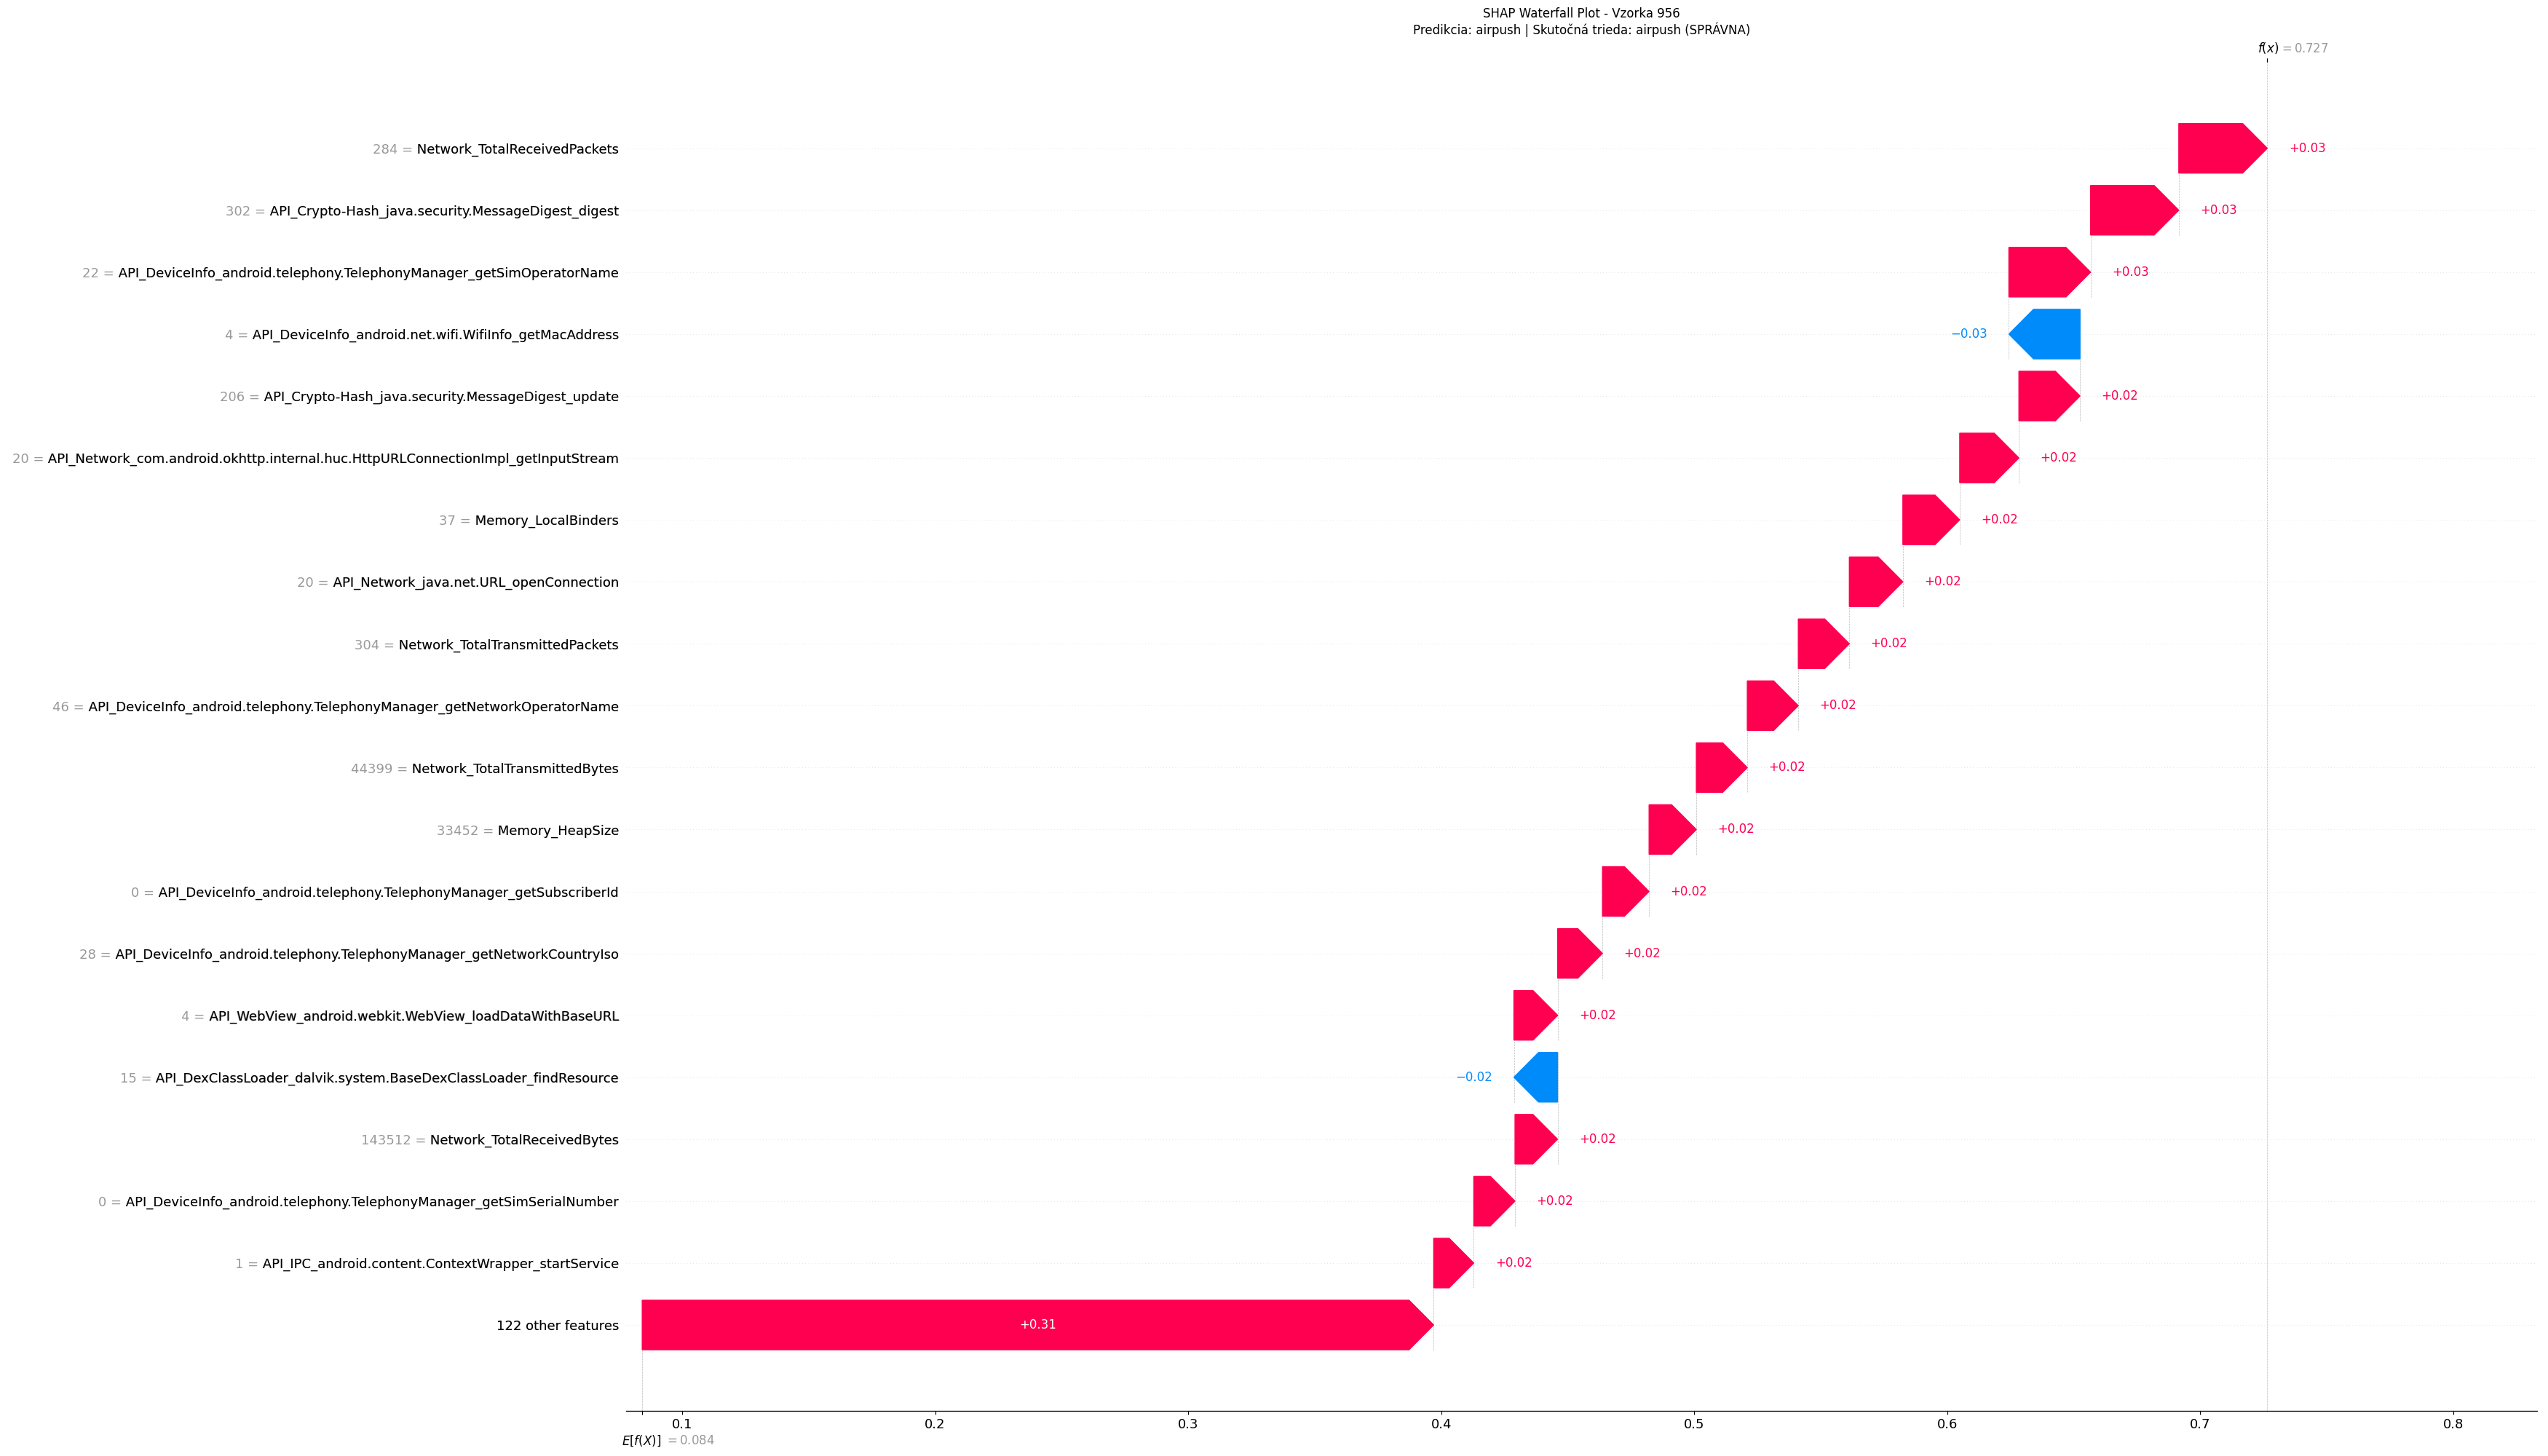 SHAP Waterfall Plot - Vzorka 956
Predikcia: airpush | Skutočná trieda: airpush (SPRÁVNA)
f(x) = 0.727
284 = Network_TotalReceivedPackets +0.03
302 = API_Crypto-Hash_java.security.MessageDigest_digest +0.03
22 = API_DeviceInfo_android.telephony.TelephonyManager_getSimOperatorName +0.03
4 = API_DeviceInfo_android.net.wifi.WifiInfo_getMacAddress −0.03
206 = API_Crypto-Hash_java.security.MessageDigest_update +0.02
20 = API_Network_com.android.okhttp.internal.huc.HttpURLConnectionImpl_getInputStream +0.02
37 = Memory_LocalBinders +0.02
20 = API_Network_java.net.URL_openConnection +0.02
304 = Network_TotalTransmittedPackets +0.02
46 = API_DeviceInfo_android.telephony.TelephonyManager_getNetworkOperatorName +0.02
44399 = Network_TotalTransmittedBytes +0.02
33452 = Memory_HeapSize +0.02
0 = API_DeviceInfo_android.telephony.TelephonyManager_getSubscriberId +0.02
28 = API_DeviceInfo_android.telephony.TelephonyManager_getNetworkCountryIso +0.02
4 = API_WebView_android.webkit.WebView_loadDataWithBaseURL +0.02
15 = API_DexClassLoader_dalvik.system.BaseDexClassLoader_findResource −0.02
143512 = Network_TotalReceivedBytes +0.02
0 = API_DeviceInfo_android.telephony.TelephonyManager_getSimSerialNumber +0.02
1 = API_IPC_android.content.ContextWrapper_startService +0.02
122 other features +0.31
0.1 0.2 0.3 0.4 0.5 0.6 0.7 0.8
E[f(X)] = 0.084